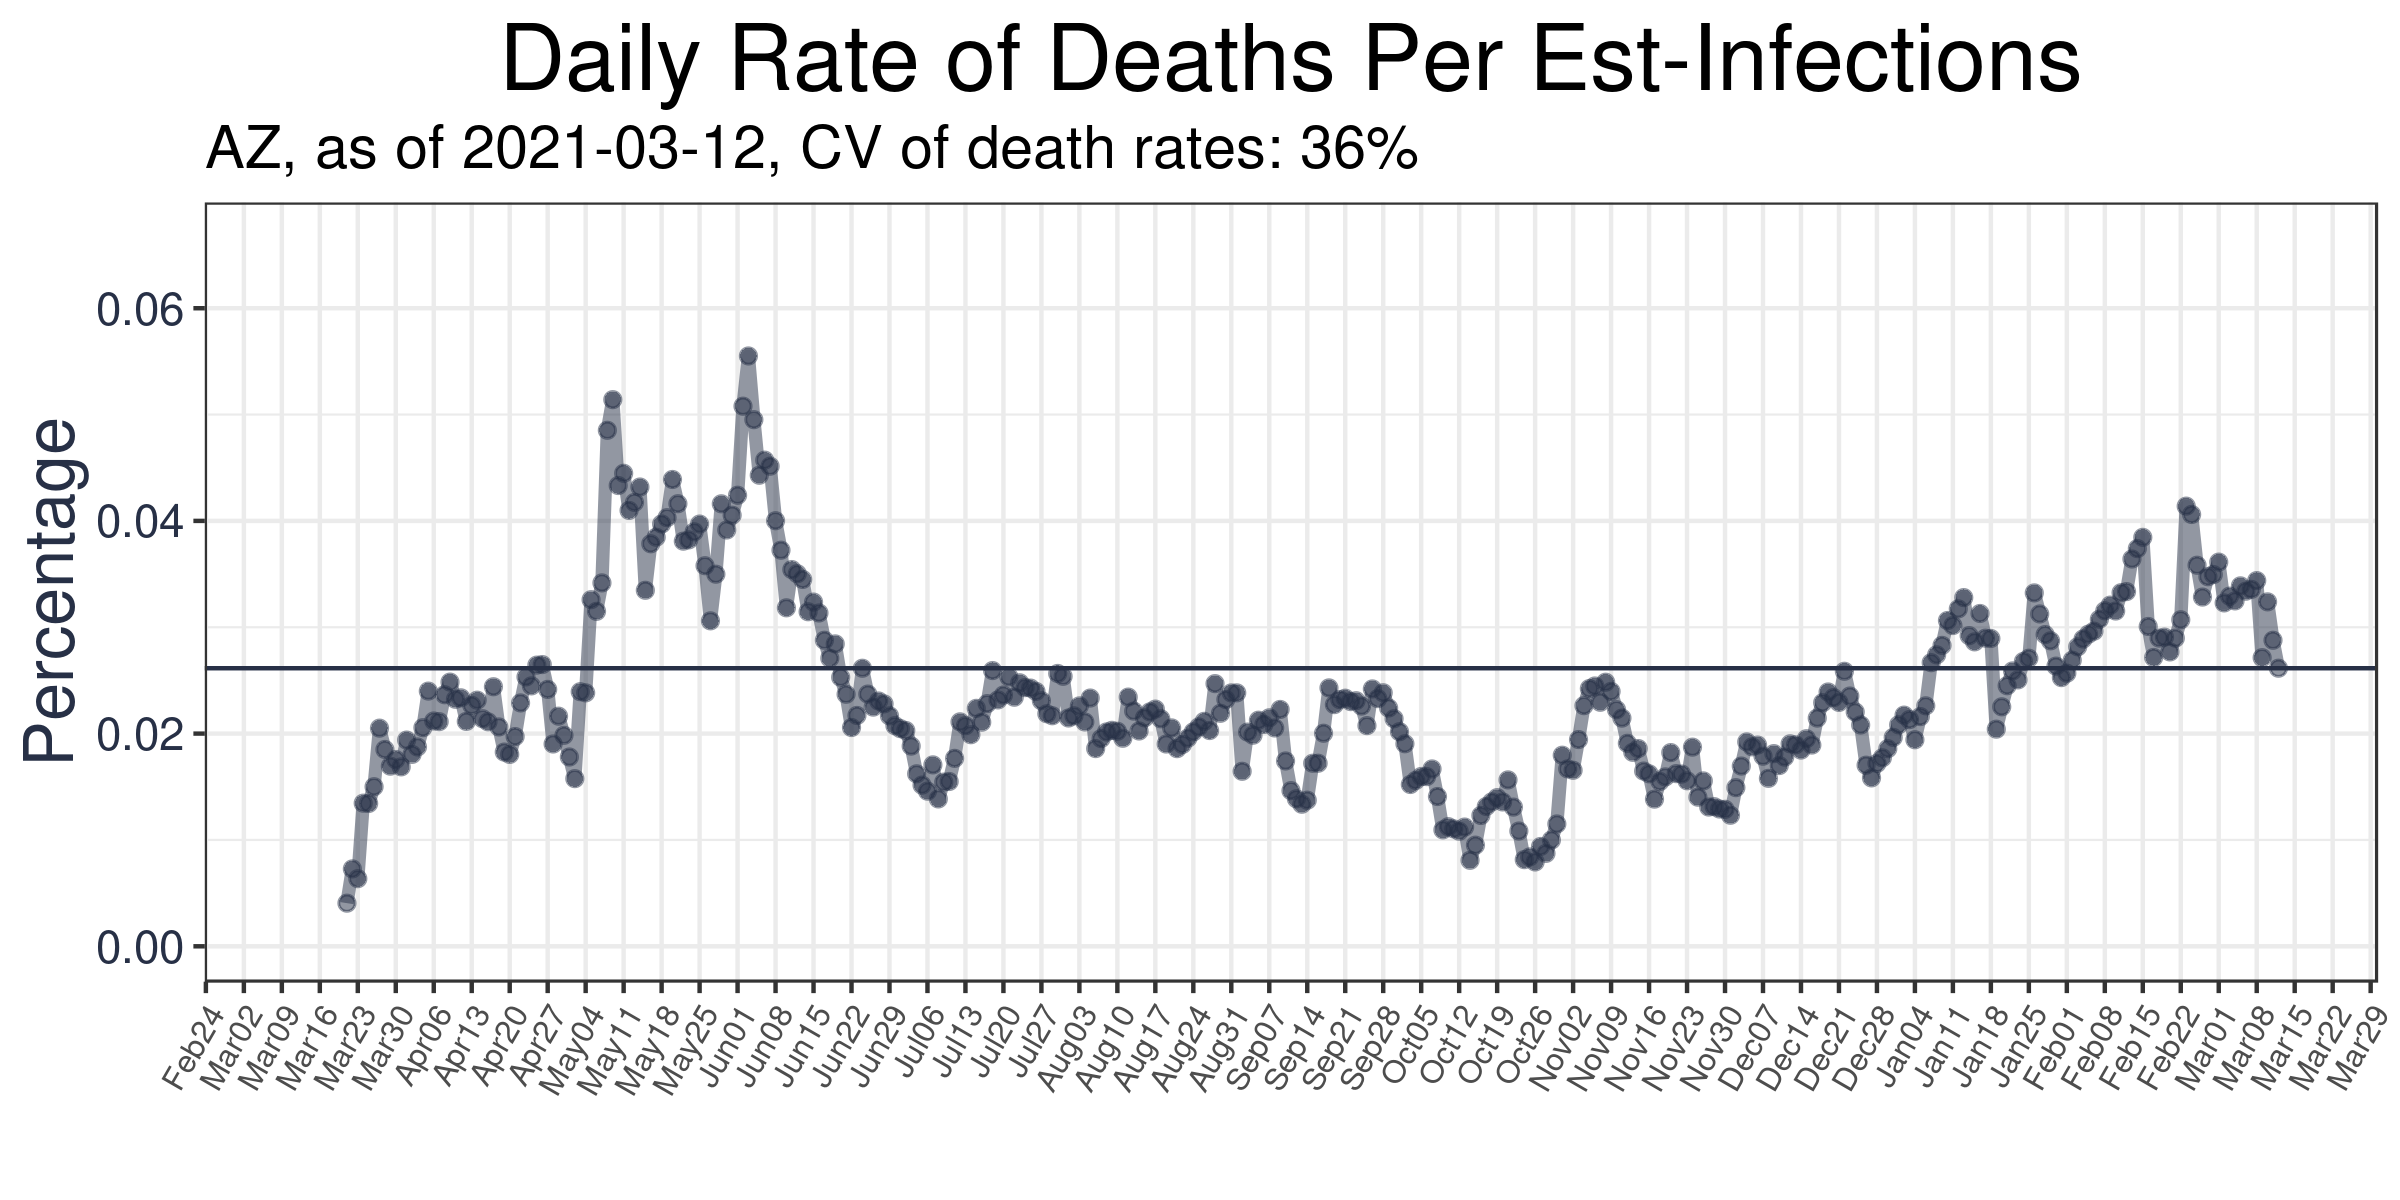 Daily Rate of Deaths Per Est-Infections
AZ, as of 2021-03-12, CV of death rates: 36%
Percentage
0.06
0.04
0.02
0.00
Feb24 Mar02 Mar09 Mar16 Mar23 Mar30 Apr06 Apr13 Apr20 Apr27 May04 May11 May18 May25 Jun01 Jun08 Jun15 Jun22 Jun29 Jul06 Jul13 Jul20 Jul27 Aug03 Aug10 Aug17 Aug24 Aug31 Sep07 Sep14 Sep21 Sep28 Oct05 Oct12 Oct19 Oct26 Nov02 Nov09 Nov16 Nov23 Nov30 Dec07 Dec14 Dec21 Dec28 Jan04 Jan11 Jan18 Jan25 Feb01 Feb08 Feb15 Feb22 Mar01 Mar08 Mar15 Mar22 Mar29